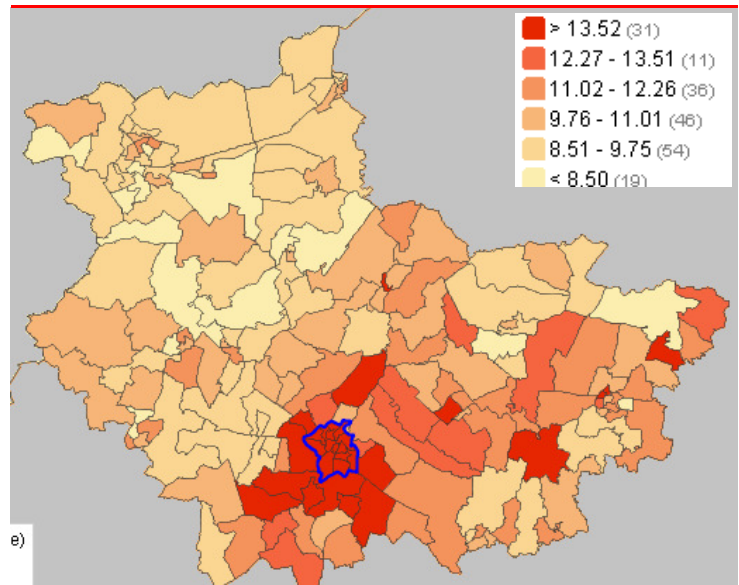 > 13.52 (31)
12.27 - 13.51 (11)
11.02 - 12.26 (36)
9.76 - 11.01 (46)
8.51 - 9.75 (54)
< 8.50 (19)
e)